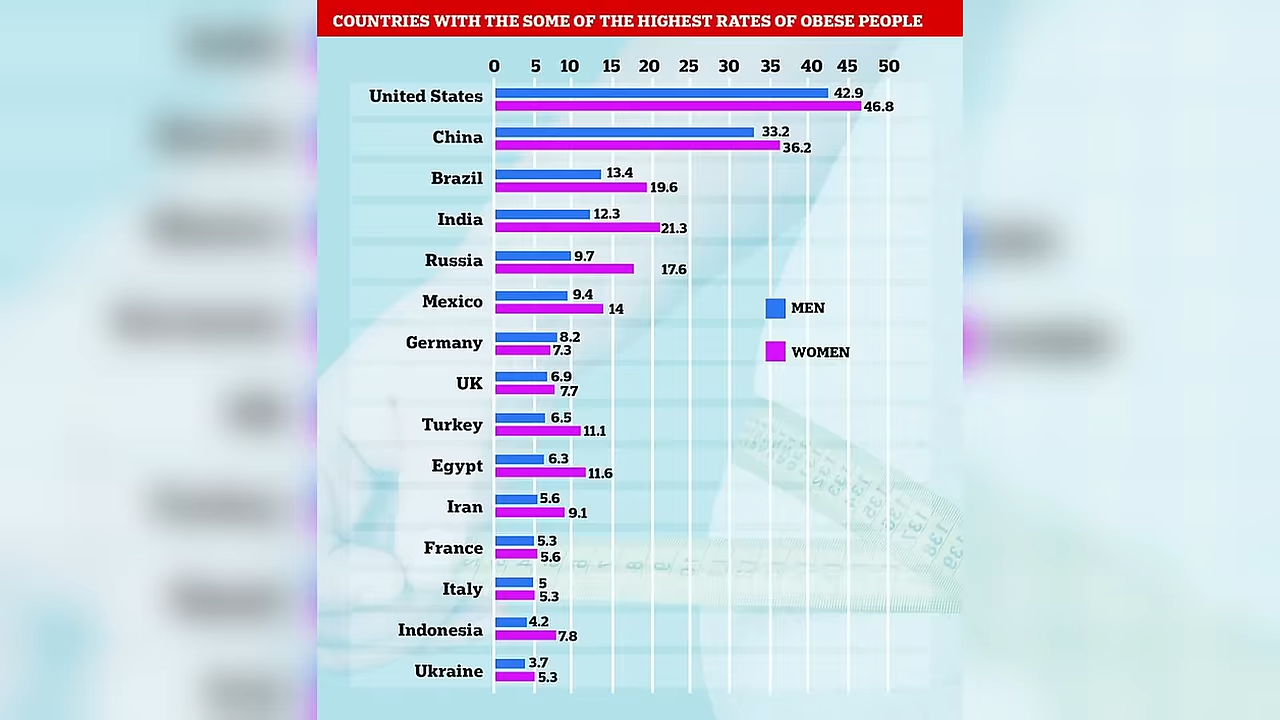 COUNTRIES WITH THE SOME OF THE HIGHEST RATES OF OBESE PEOPLE
0 5 10 15 20 25 30 35 40 45 50
United States 42.9
46.8
China 33.2
36.2
Brazil 13.4
19.6
India 12.3
21.3
Russia 9.7
17.6
Mexico 9.4
14
MEN
Germany 8.2
7.3
WOMEN
UK 6.9
7.7
Turkey 6.5
11.1
Egypt 6.3
11.6
Iran 5.6
9.1
France 5.3
5.6
Italy 5
5.3
Indonesia 4.2
7.8
Ukraine 3.7
5.3